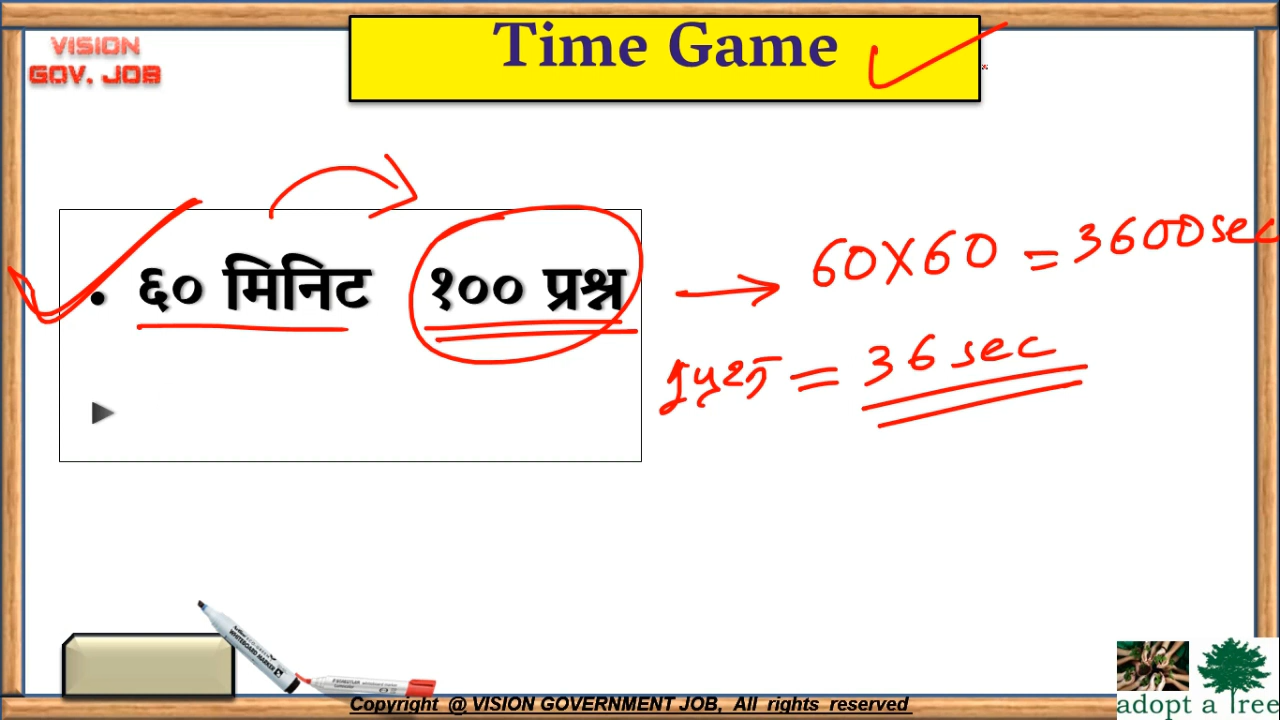 VISION
GOV. JOB
Time Game
• ६० मिनिट १००० प्रश्न
60X60 = 3600sec
= 36 sec
Copyright @ VISION GOVERNMENT JOB, All rights reserved
adopt a Tree